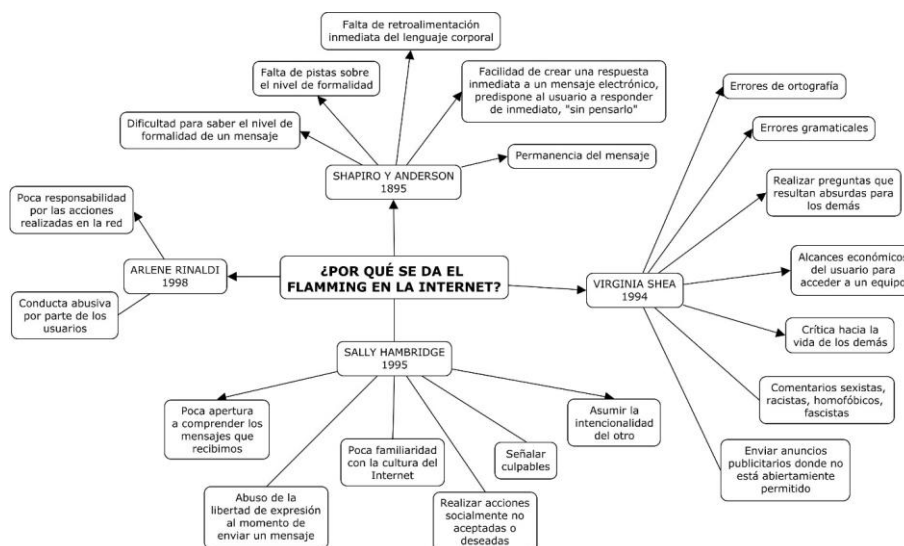 Falta de retroalimentación
inmediata del lenguaje corporal
Falta de pistas sobre
el nivel de formalidad
Facilidad de crear una respuesta
inmediata a un mensaje electrónico,
predispone al usuario a responder
de inmediato, "sin pensarlo"
Dificultad para saber el nivel de
formalidad de un mensaje
Permanencia del mensaje
SHAPIRO Y ANDERSON
1895
Errores de ortografía
Errores gramaticales
Realizar preguntas que
resultan absurdas para
los demás
Alcances económicos
del usuario para
acceder a un equipo
Crítica hacia la
vida de los demás
Comentarios sexistas,
racistas, homofóbicos,
fascistas
Enviar anuncios
publicitarios donde no
está abiertamente
permitido
VIRGINIA SHEA
1994
Poca responsabilidad
por las acciones
realizadas en la red
ARLENE RINALDI
1998
Conducta abusiva
por parte de los
usuarios
¿POR QUÉ SE DA EL
FLAMMING EN LA INTERNET?
SALLY HAMBRIDGE
1995
Poca apertura
a comprender los
mensajes que
recibimos
Abuso de la
libertad de expresión
al momento de
enviar un mensaje
Poca familiaridad
con la cultura del
Internet
Realizar acciones
socialmente no
aceptadas o
deseadas
Señalar
culpables
Asumir la
intencionalidad
del otro